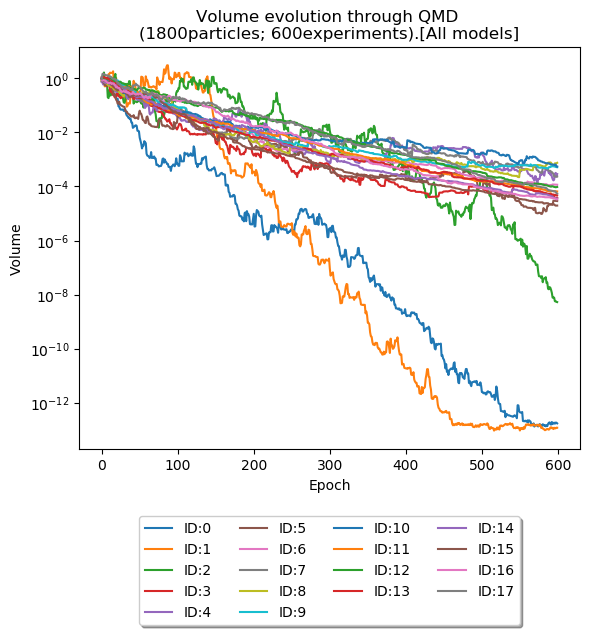 Volume evolution through QMD
(1800particles; 600experiments).[All models]
Volume
10⁰
10⁻²
10⁻⁴
10⁻⁶
10⁻⁸
10⁻¹⁰
10⁻¹²
0 100 200 300 400 500 600
Epoch
ID:0 ID:5 ID:10 ID:14
ID:1 ID:6 ID:11 ID:15
ID:2 ID:7 ID:12 ID:16
ID:3 ID:8 ID:13 ID:17
ID:4 ID:9